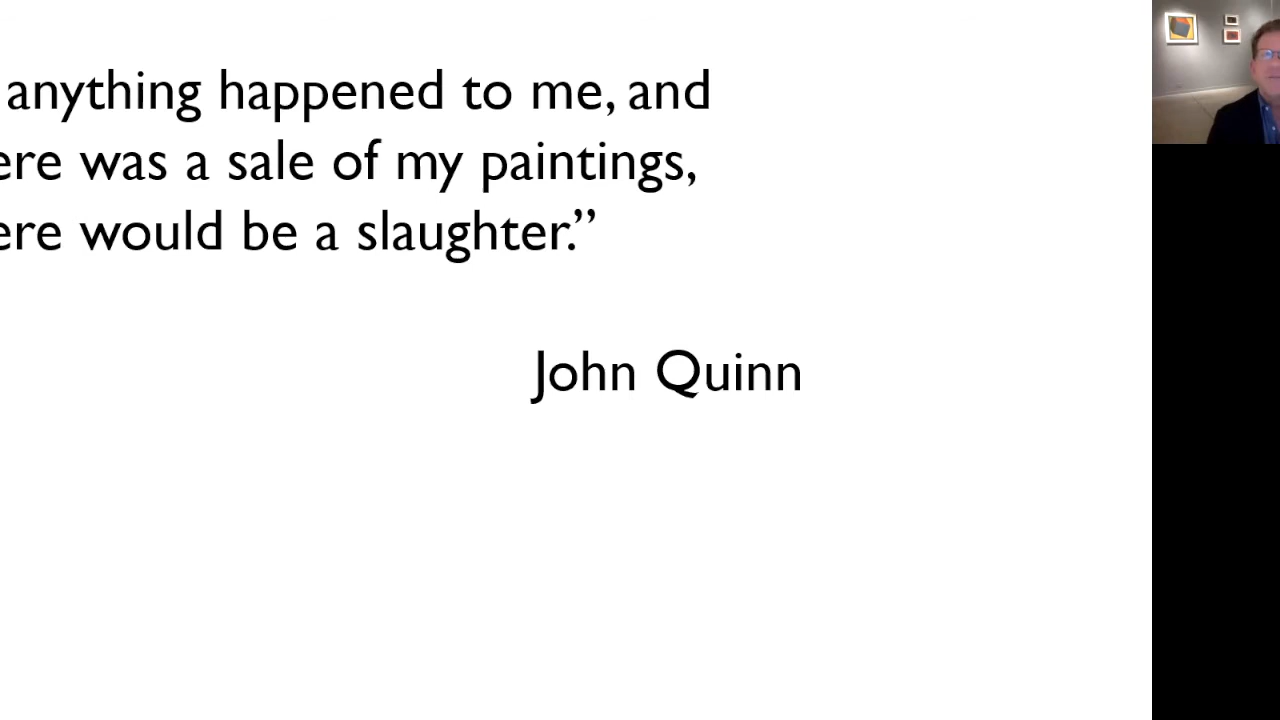 anything happened to me, and
ere was a sale of my paintings,
ere would be a slaughter.”
John Quinn